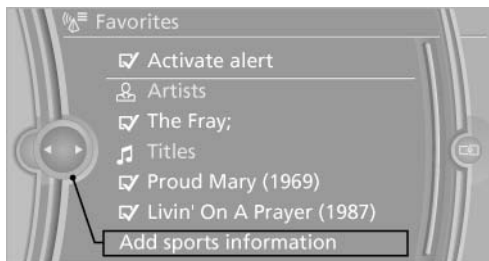 Favorites
Activate alert
Artists
The Fray;
Titles
Proud Mary (1969)
Livin' On A Prayer (1987)
Add sports information